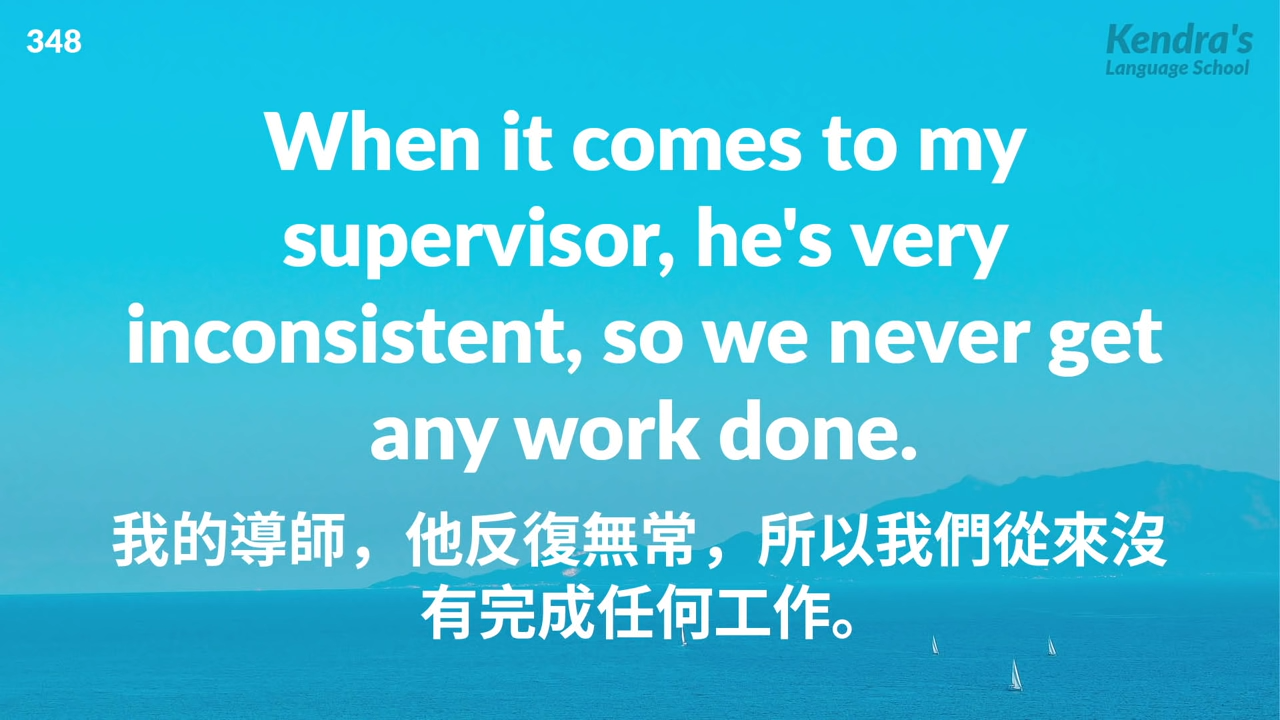 348
Kendra's
Language School
When it comes to my
supervisor, he's very
inconsistent, so we never get
any work done.
我的導師，他反復無常，所以我們從來沒
有完成任何工作。